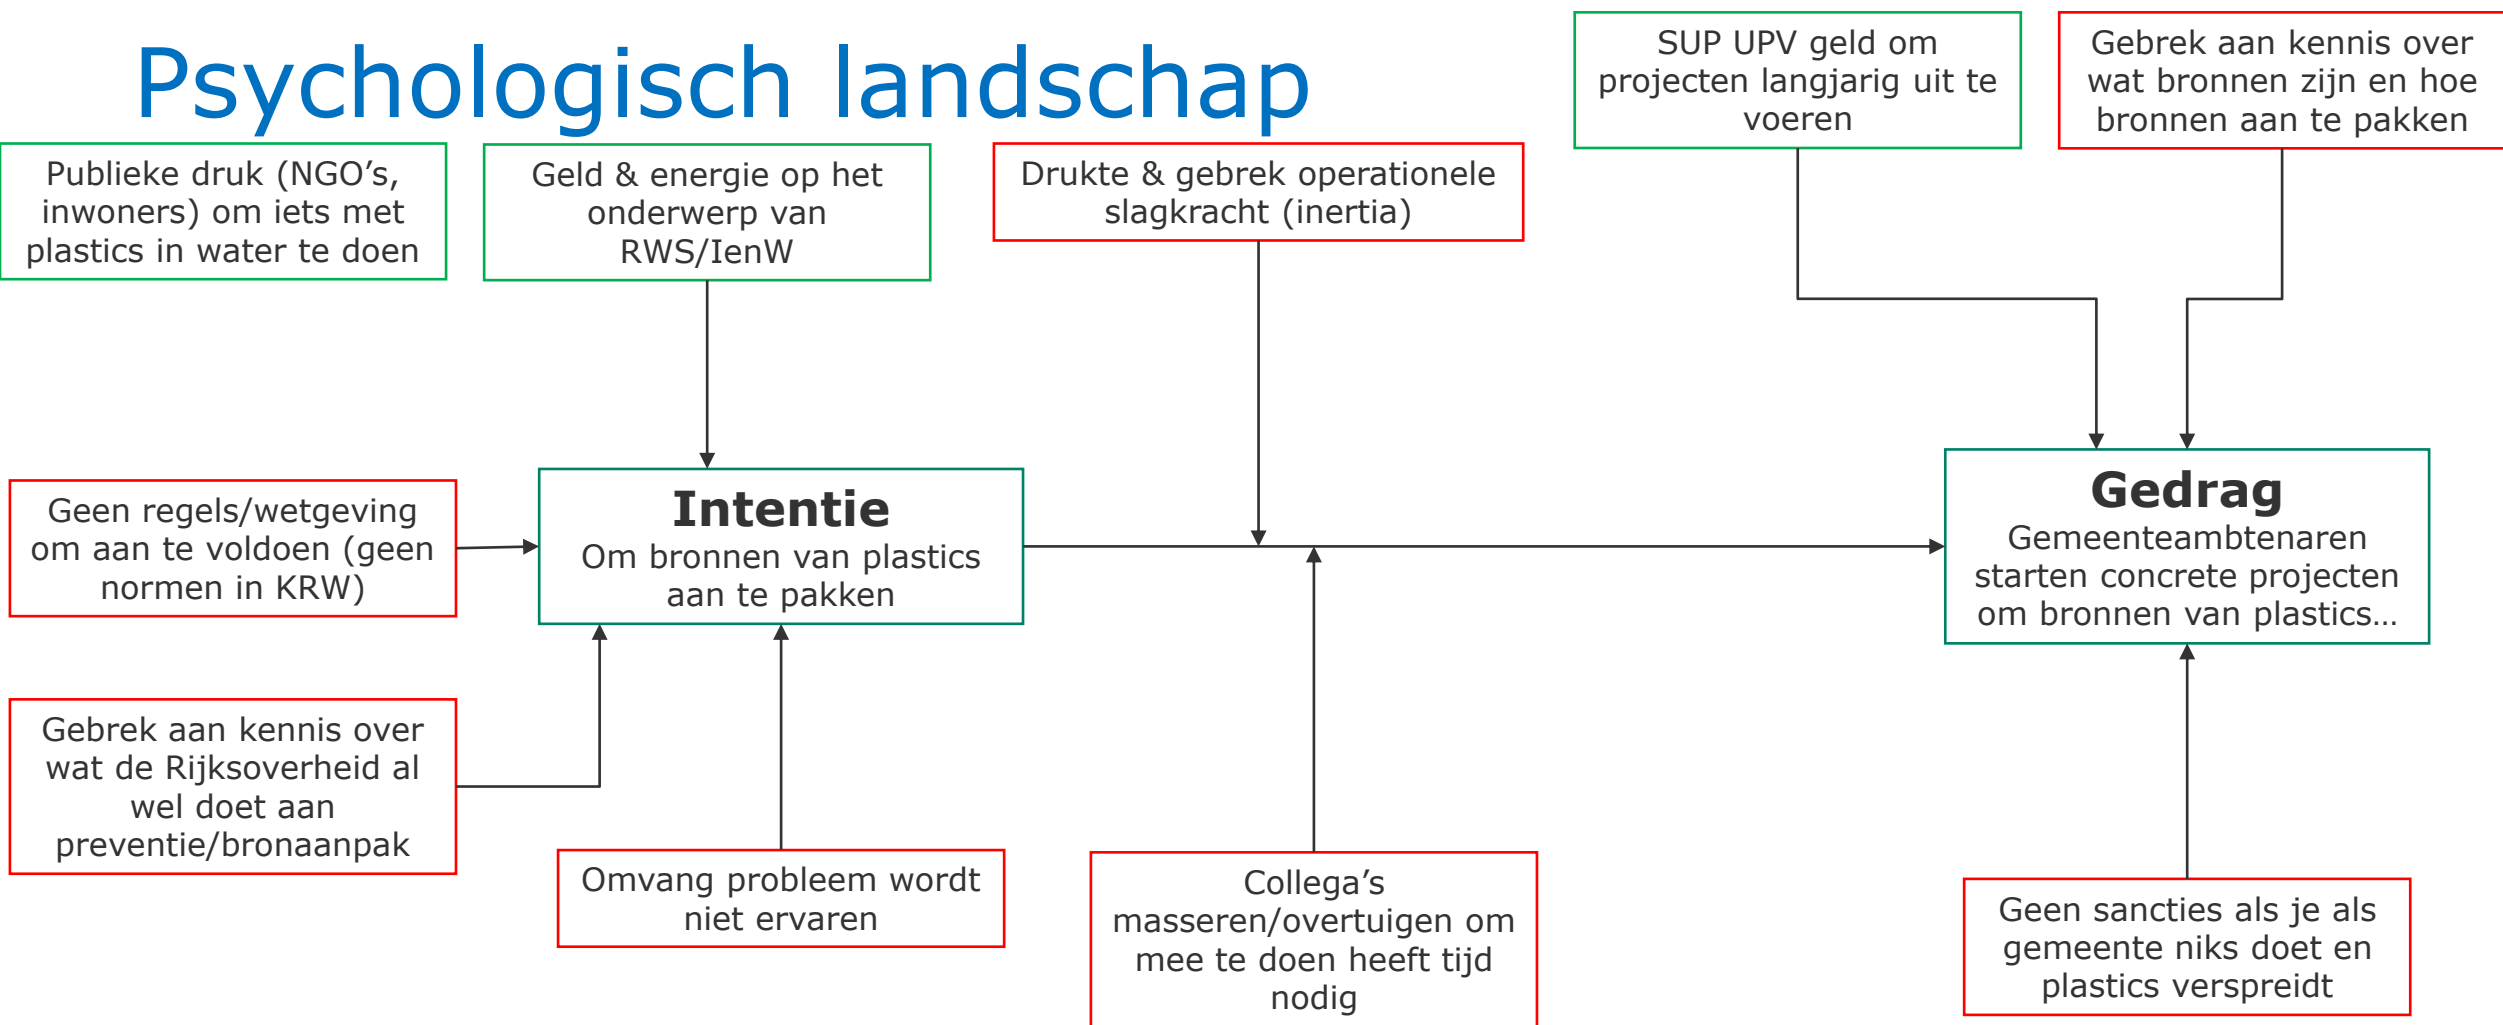 Psychologisch landschap
SUP UPV geld om
projecten langjarig uit te
voeren
Gebrek aan kennis over
wat bronnen zijn en hoe
bronnen aan te pakken
Publieke druk (NGO’s,
inwoners) om iets met
plastics in water te doen
Geld & energie op het
onderwerp van
RWS/IenW
Drukte & gebrek operationele
slagkracht (inertia)
Geen regels/wetgeving
om aan te voldoen (geen
normen in KRW)
Intentie
Om bronnen van plastics
aan te pakken
Gedrag
Gemeenteambtenaren
starten concrete projecten
om bronnen van plastics…
Gebrek aan kennis over
wat de Rijksoverheid al
wel doet aan
preventie/bronaanpak
Omvang probleem wordt
niet ervaren
Collega’s
masseren/overtuigen om
mee te doen heeft tijd
nodig
Geen sancties als je als
gemeente niks doet en
plastics verspreidt